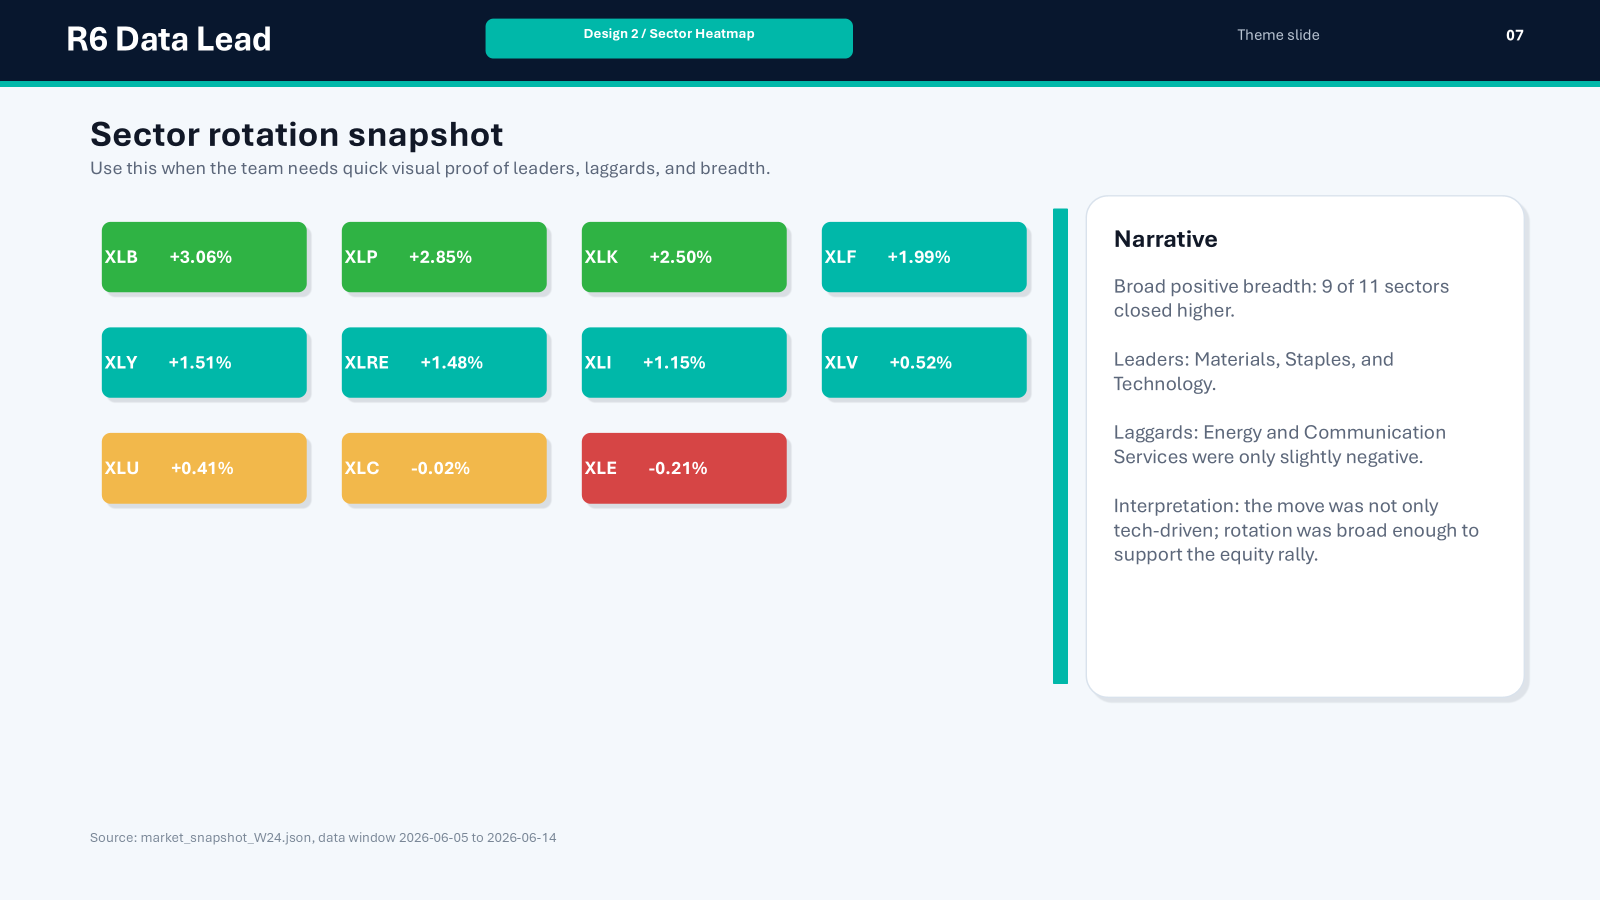 R6 Data Lead
Design 2 / Sector Heatmap
Theme slide
07
Sector rotation snapshot
Use this when the team needs quick visual proof of leaders, laggards, and breadth.
XLB +3.06%
XLP +2.85%
XLK +2.50%
XLF +1.99%
XLY +1.51%
XLRE +1.48%
XLI +1.15%
XLV +0.52%
XLU +0.41%
XLC -0.02%
XLE -0.21%
Narrative
Broad positive breadth: 9 of 11 sectors
closed higher.
Leaders: Materials, Staples, and
Technology.
Laggards: Energy and Communication
Services were only slightly negative.
Interpretation: the move was not only
tech-driven; rotation was broad enough to
support the equity rally.
Source: market_snapshot_W24.json, data window 2026-06-05 to 2026-06-14